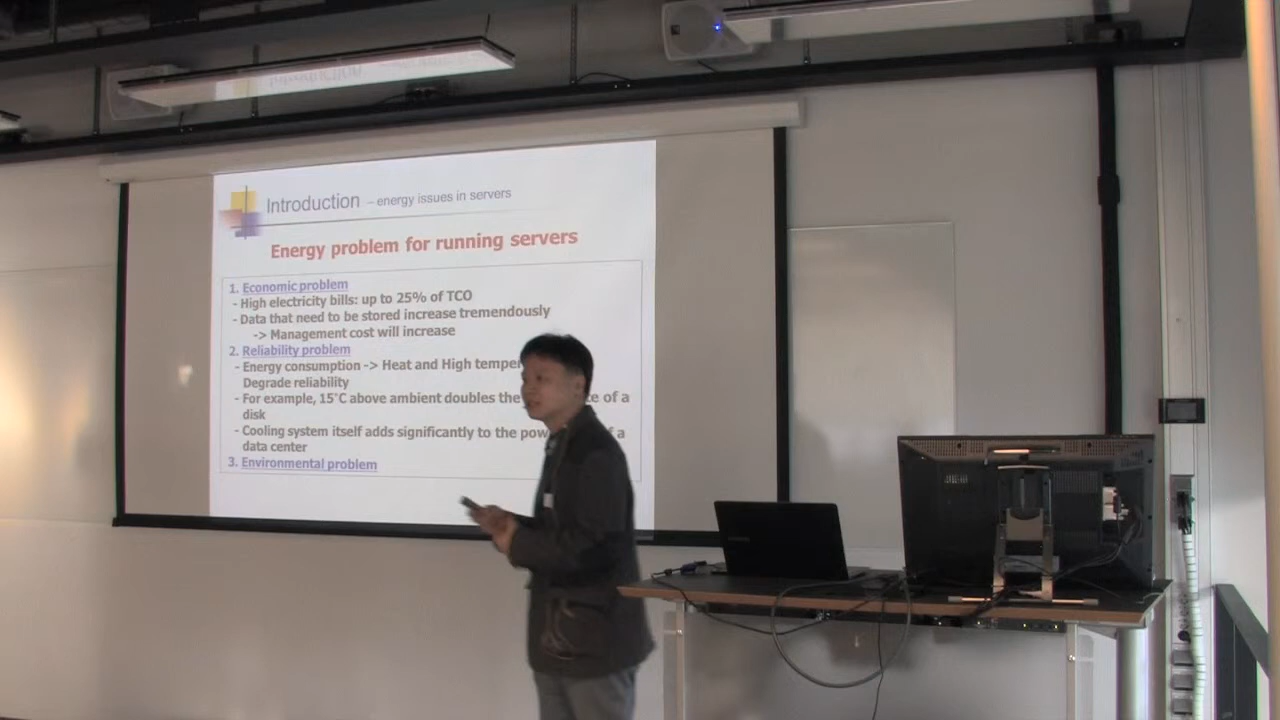 Introduction – energy issues in servers
Energy problem for running servers
1. Economic problem
- High electricity bills: up to 25% of TCO
- Data that need to be stored increase tremendously
-> Management cost will increase
2. Reliability problem
- Energy consumption -> Heat and High
Degrade reliability
- For example, 15°C above ambient doubles the of a
disk
- Cooling system itself adds significantly to the a
data center
3. Environmental problem